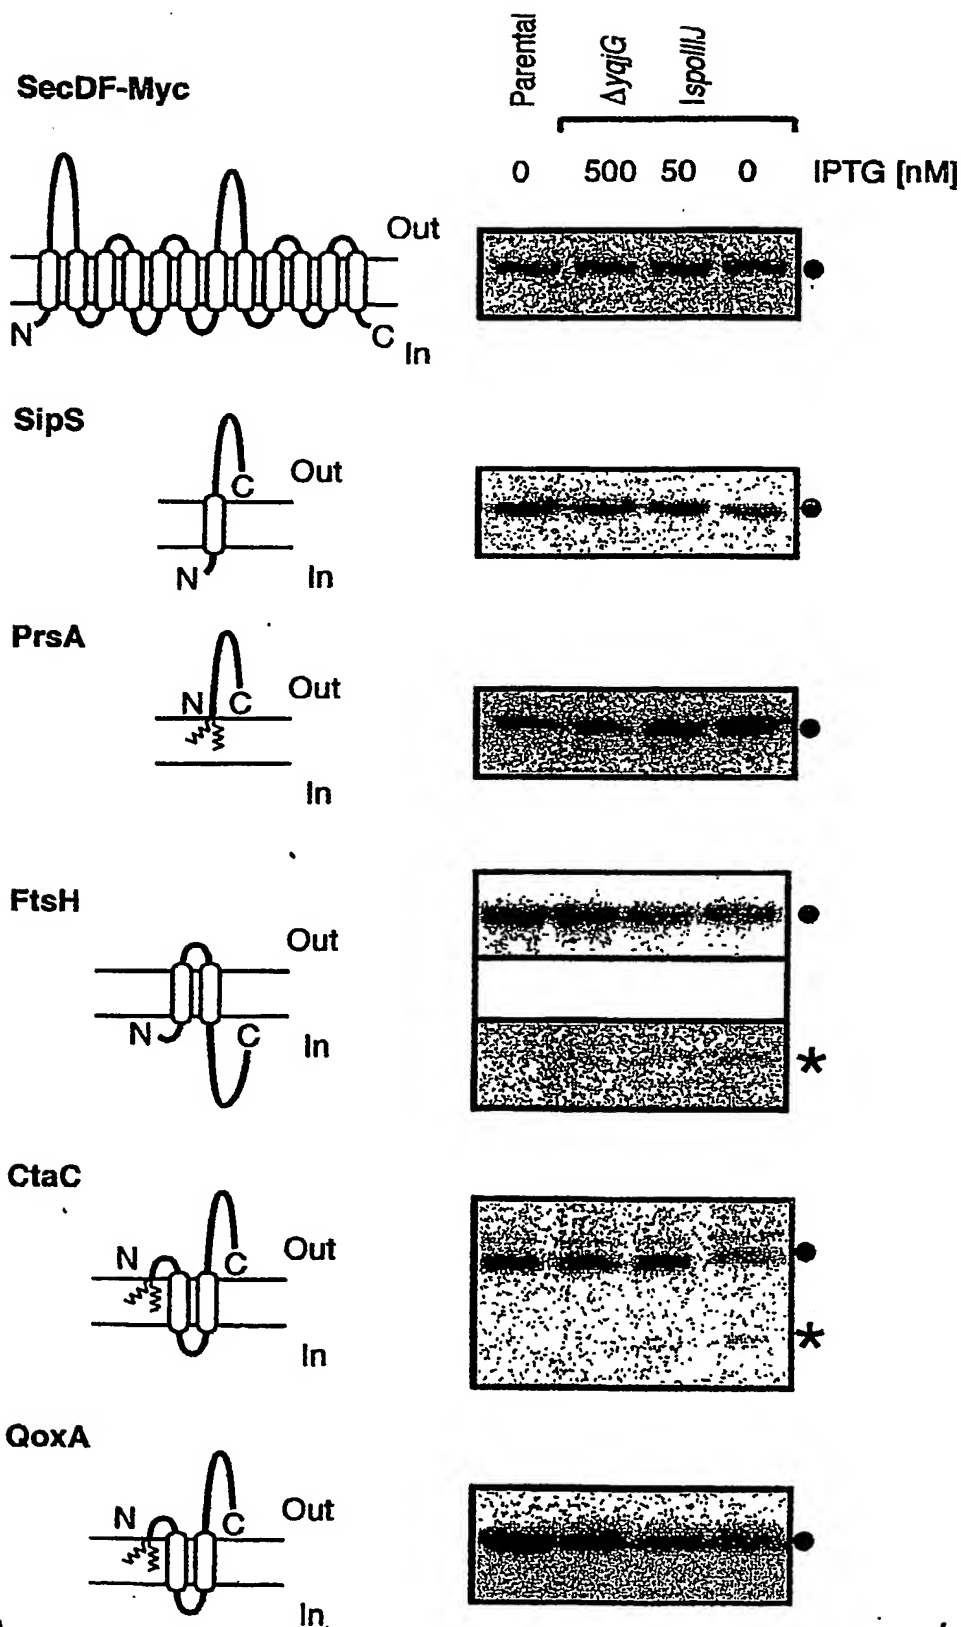 SecDF-Myc
Parental
ΔyqjG
IspoIIIJ
0 500 50 0 IPTG [nM]
Out
N
C
In
SipS
Out
C
N
In
PrsA
N
C
Out
In
FtsH
Out
N
C
In
*
CtaC
N
C
Out
In
*
QoxA
N
C
Out
In